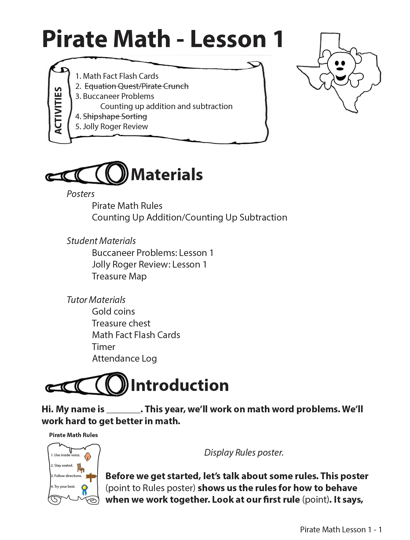 Pirate Math - Lesson 1
ACTIVITIES
1. Math Fact Flash Cards
2. Equation Quest/Pirate Crunch
3. Buccaneer Problems
Counting up addition and subtraction
4. Shipshape Sorting
5. Jolly Roger Review
Materials
Posters
Pirate Math Rules
Counting Up Addition/Counting Up Subtraction
Student Materials
Buccaneer Problems: Lesson 1
Jolly Roger Review: Lesson 1
Treasure Map
Tutor Materials
Gold coins
Treasure chest
Math Fact Flash Cards
Timer
Attendance Log
Introduction
Hi. My name is _______. This year, we'll work on math word problems. We'll
work hard to get better in math.
Pirate Math Rules
1. Use inside voice.
2. Stay seated.
3. Follow directions.
4. Try your best.
Display Rules poster.
Before we get started, let's talk about some rules. This poster
(point to Rules poster) shows us the rules for how to behave
when we work together. Look at our first rule (point). It says,
Pirate Math Lesson 1 - 1